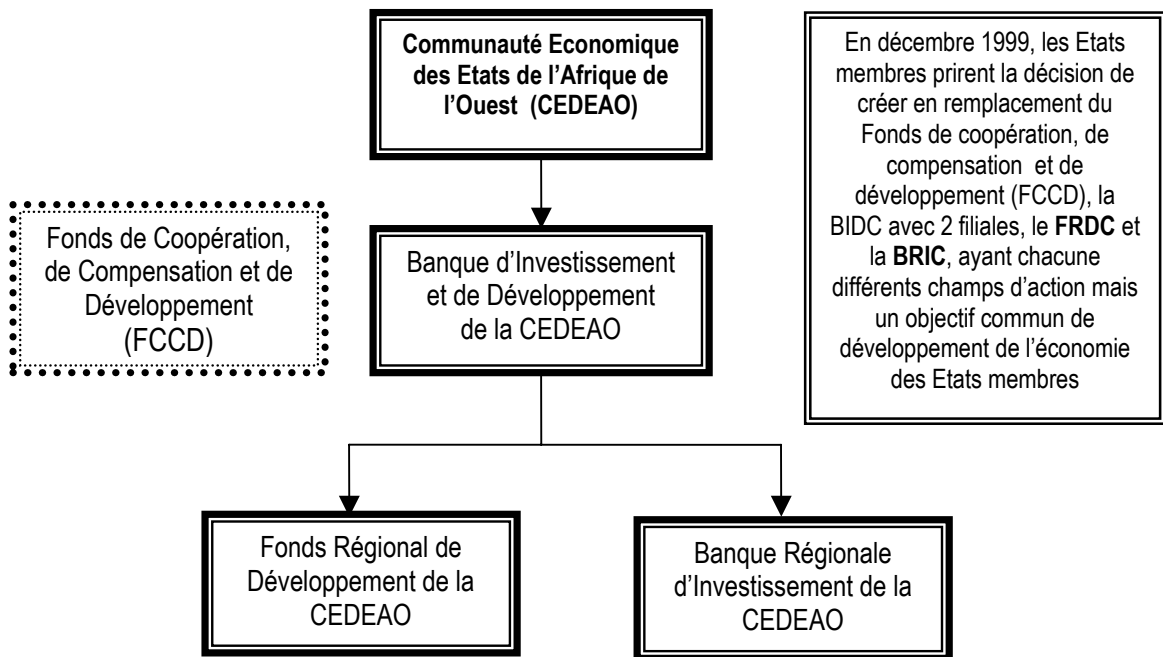 Communauté Economique
des Etats de l'Afrique de
l'Ouest (CEDEAO)
En décembre 1999, les Etats
membres prirent la décision de
créer en remplacement du
Fonds de coopération, de
compensation et de
développement (FCCD), la
BIDC avec 2 filiales, le FRDC et
la BRIC, ayant chacune
différents champs d'action mais
un objectif commun de
développement de l'économie
des Etats membres
Fonds de Coopération,
de Compensation et de
Développement
(FCCD)
Banque d'Investissement
et de Développement
de la CEDEAO
Fonds Régional de
Développement de la
CEDEAO
Banque Régionale
d'Investissement de la
CEDEAO